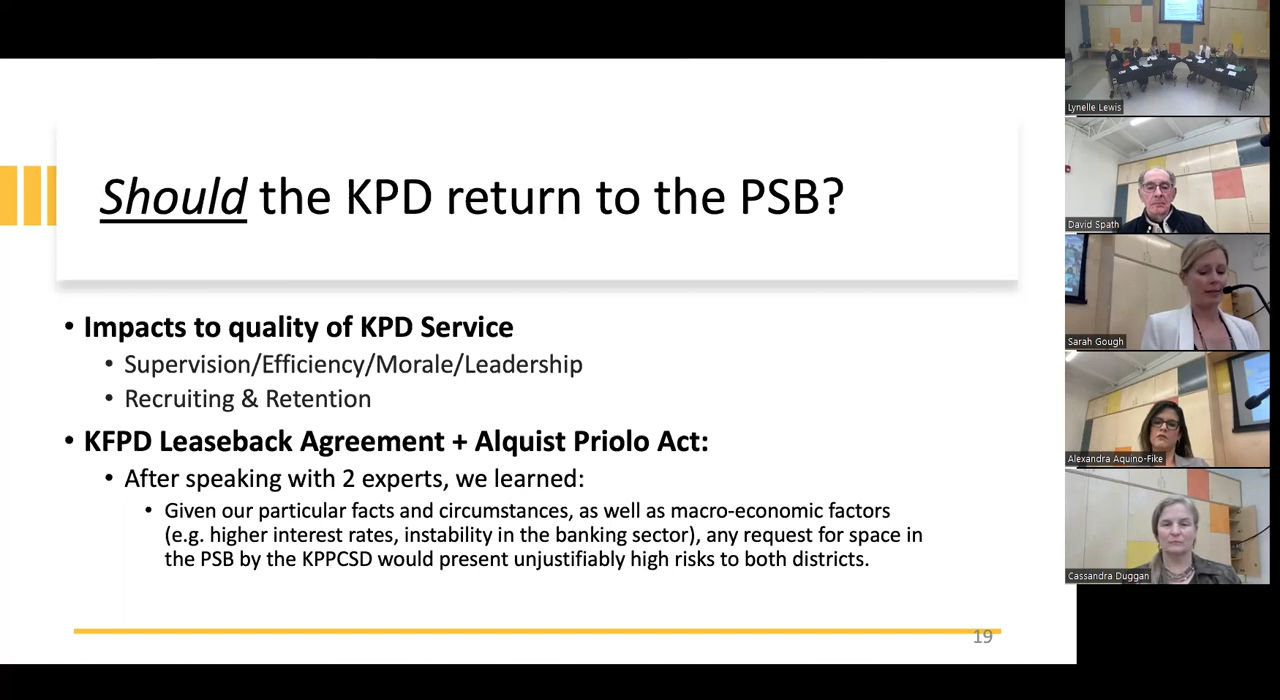 Should the KPD return to the PSB?
• Impacts to quality of KPD Service
• Supervision/Efficiency/Morale/Leadership
• Recruiting & Retention
• KFPD Leaseback Agreement + Alquist Priolo Act:
• After speaking with 2 experts, we learned:
• Given our particular facts and circumstances, as well as macro-economic factors
(e.g. higher interest rates, instability in the banking sector), any request for space in
the PSB by the KPPCSD would present unjustifiably high risks to both districts.
19
Lynelle Lewis
David Spath
Sarah Gough
Alexandra Aquino-Fike
Cassandra Duggan